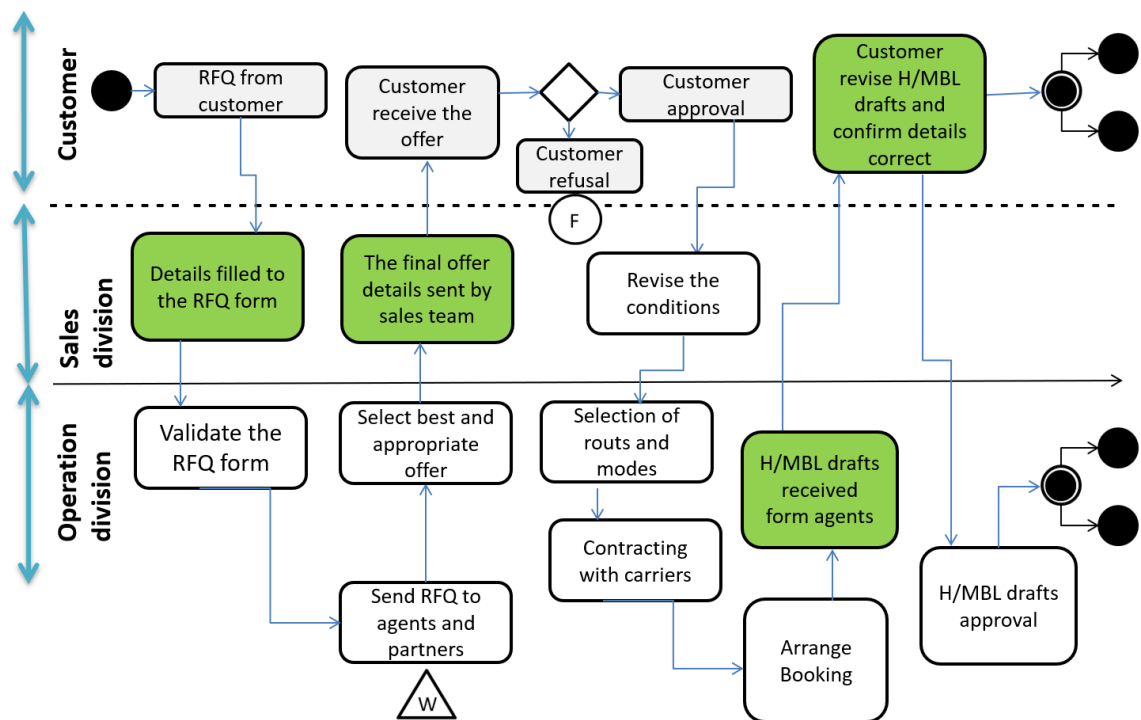 Customer
RFQ from
customer
Customer
receive the
offer
Customer
approval
Customer
refusal
F
Customer
revise H/MBL
drafts and
confirm details
correct
Sales
division
Details filled to
the RFQ form
The final offer
details sent by
sales team
Revise the
conditions
Operation
division
Validate the
RFQ form
Select best and
appropriate
offer
Selection of
routs and
modes
H/MBL drafts
received
form agents
Send RFQ to
agents and
partners
W
Contracting
with carriers
Arrange
Booking
H/MBL drafts
approval